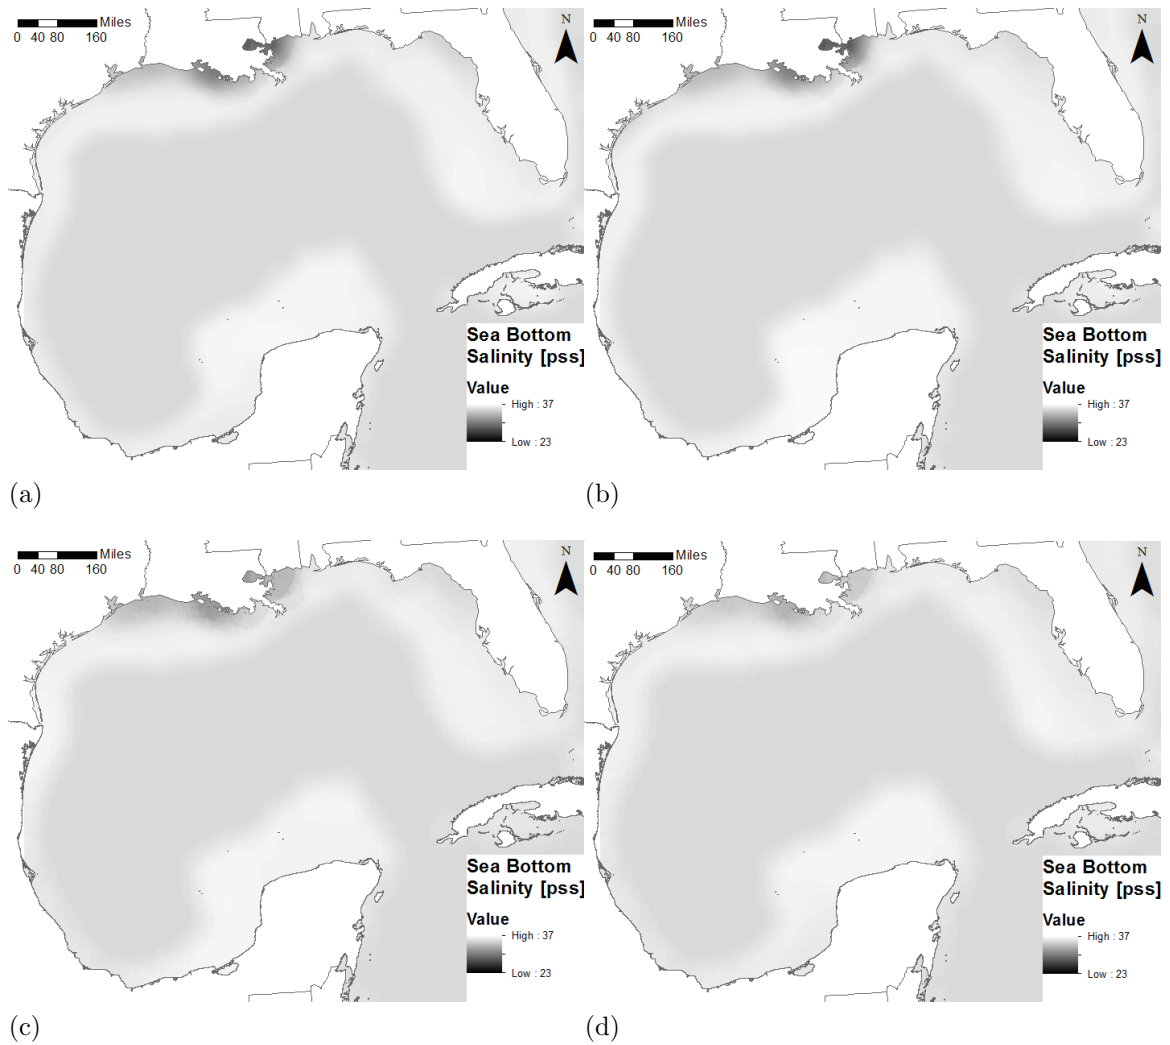 Miles
0 40 80 160
N
Sea Bottom
Salinity [pss]
Value
High : 37
Low : 23
(a)
Miles
0 40 80 160
N
Sea Bottom
Salinity [pss]
Value
High : 37
Low : 23
(b)
Miles
0 40 80 160
N
Sea Bottom
Salinity [pss]
Value
High : 37
Low : 23
(c)
Miles
0 40 80 160
N
Sea Bottom
Salinity [pss]
Value
High : 37
Low : 23
(d)